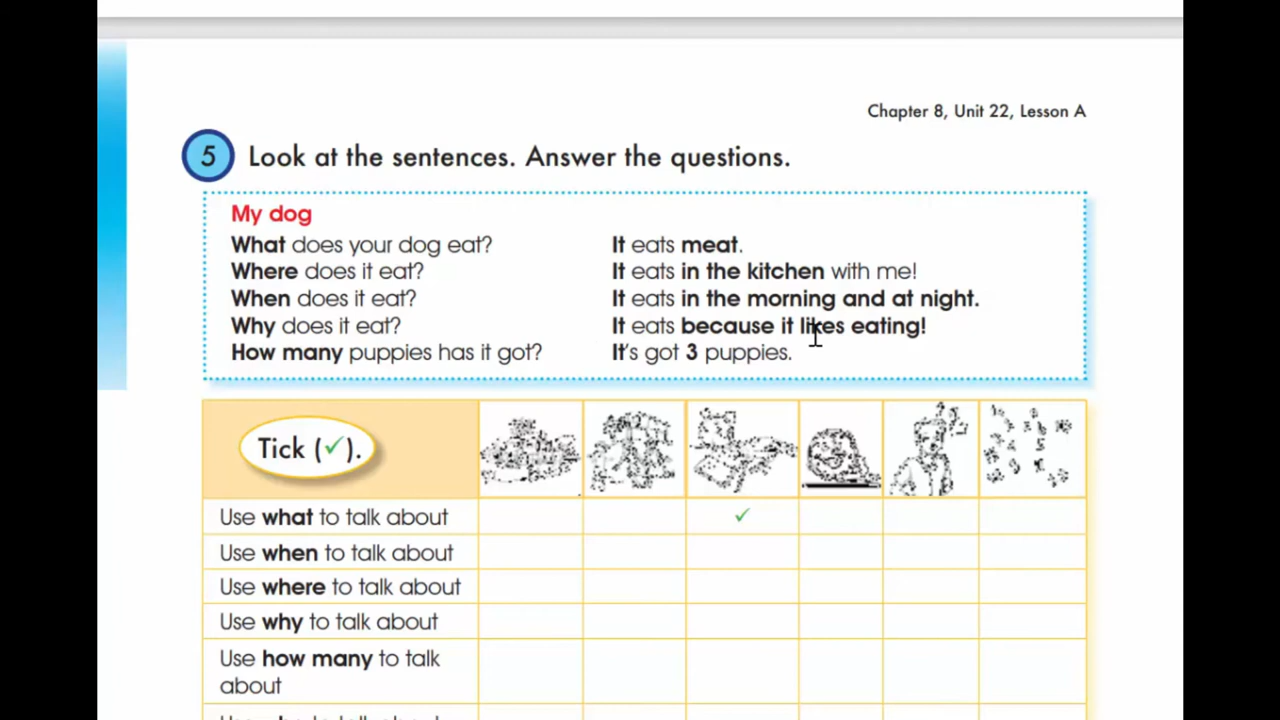 Chapter 8, Unit 22, Lesson A
5 Look at the sentences. Answer the questions.
My dog
What does your dog eat? It eats meat.
Where does it eat? It eats in the kitchen with me!
When does it eat? It eats in the morning and at night.
Why does it eat? It eats because it likes eating!
How many puppies has it got? It's got 3 puppies.
Tick (✓).
Use what to talk about ✓
Use when to talk about
Use where to talk about
Use why to talk about
Use how many to talk
about